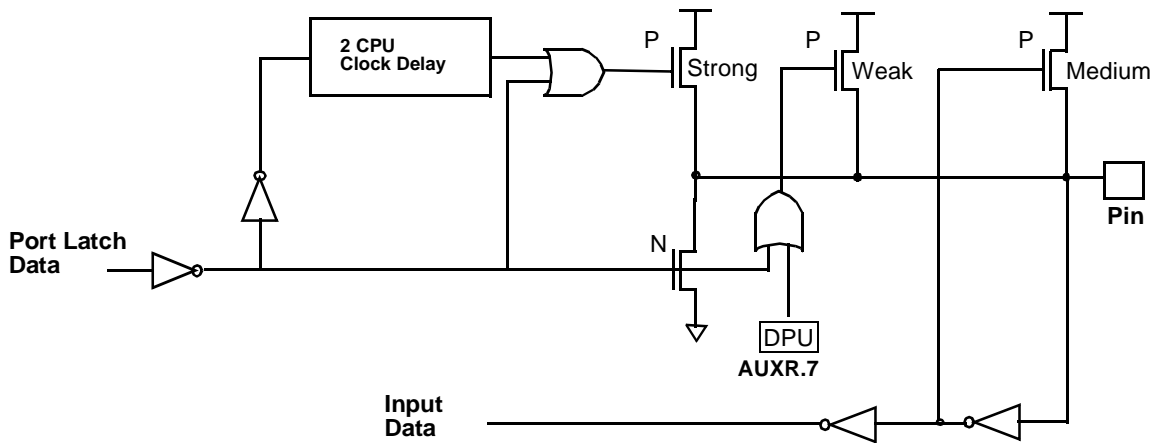 2 CPU
Clock Delay
P
Strong
P
Weak
P
Medium
Pin
Port Latch
Data
N
DPU
AUXR.7
Input
Data